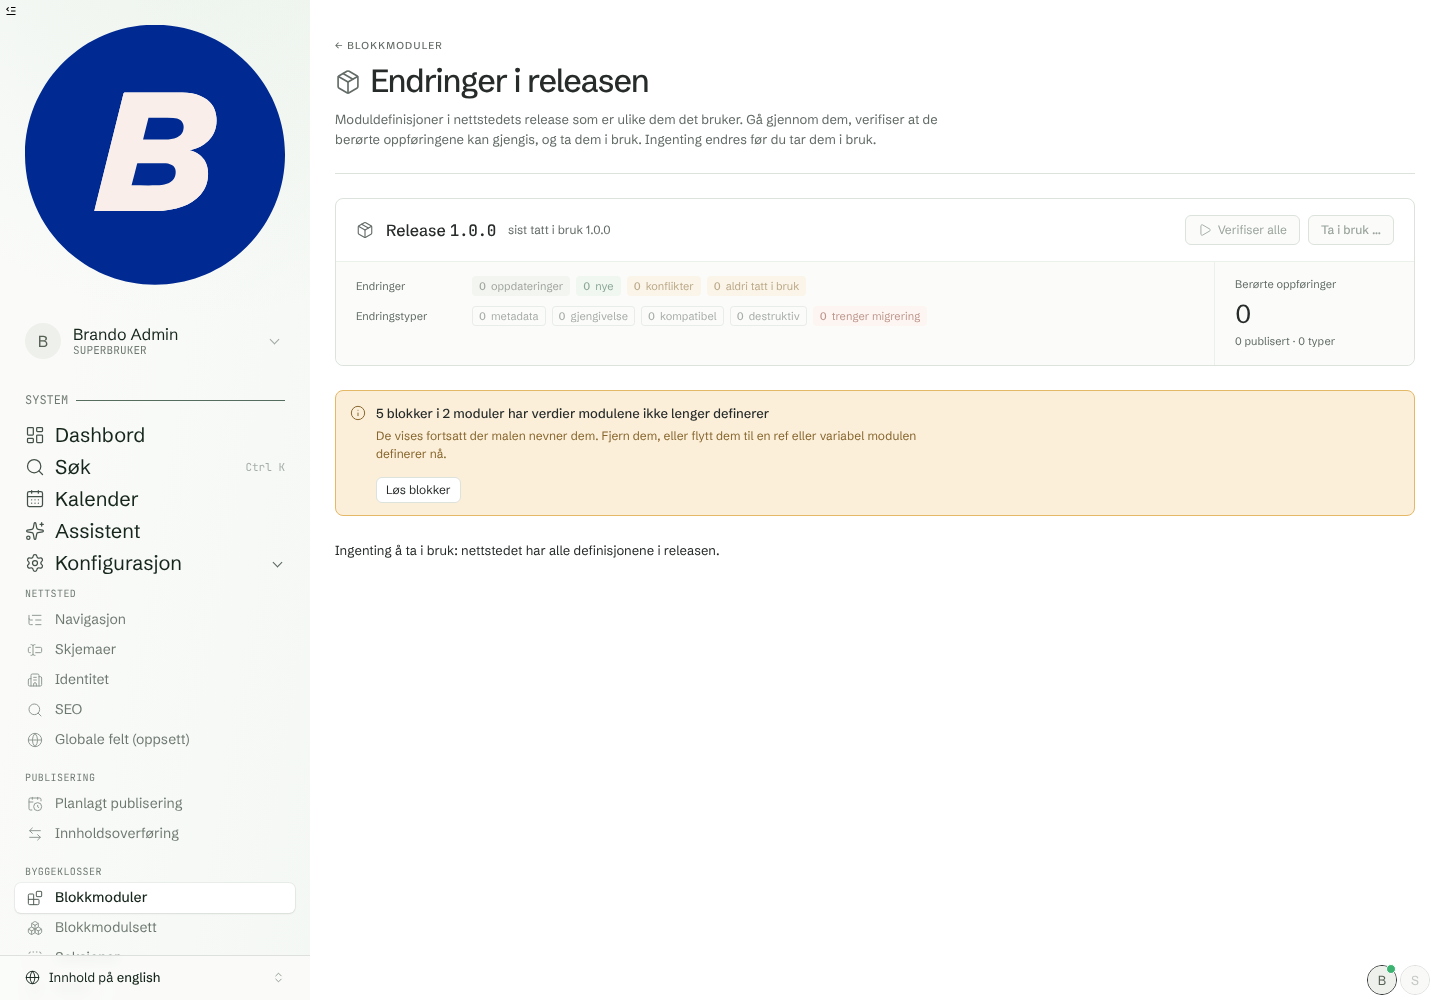 B
Brando Admin
SUPERBRUKER
B
SYSTEM
Dashbord
Søk
Ctrl K
Kalender
Assistent
Konfigurasjon
NETTSTED
Navigasjon
Skjemaer
Identitet
SEO
Globale felt (oppsett)
PUBLISERING
Planlagt publisering
Innholdsoverføring
BYGGEKLOSSER
Blokkmoduler
Blokkmodulsett
Innhold på english
← BLOKKMODULER
Endringer i releasen
Moduldefinisjoner i nettstedets release som er ulike dem det bruker. Gå gjennom dem, verifiser at de
berørte oppføringene kan gjengis, og ta dem i bruk. Ingenting endres før du tar dem i bruk.
Release 1.0.0 sist tatt i bruk 1.0.0
Verifiser alle
Ta i bruk ...
Endringer
0 oppdateringer
0 nye
0 konflikter
0 aldri tatt i bruk
Endringstyper
0 metadata
0 gjengivelse
0 kompatibel
0 destruktiv
0 trenger migrering
Berørte oppføringer
0
0 publisert · 0 typer
5 blokker i 2 moduler har verdier modulene ikke lenger definerer
De vises fortsatt der malen nevner dem. Fjern dem, eller flytt dem til en ref eller variabel modulen
definerer nå.
Løs blokker
Ingenting å ta i bruk: nettstedet har alle definisjonene i releasen.
B
S